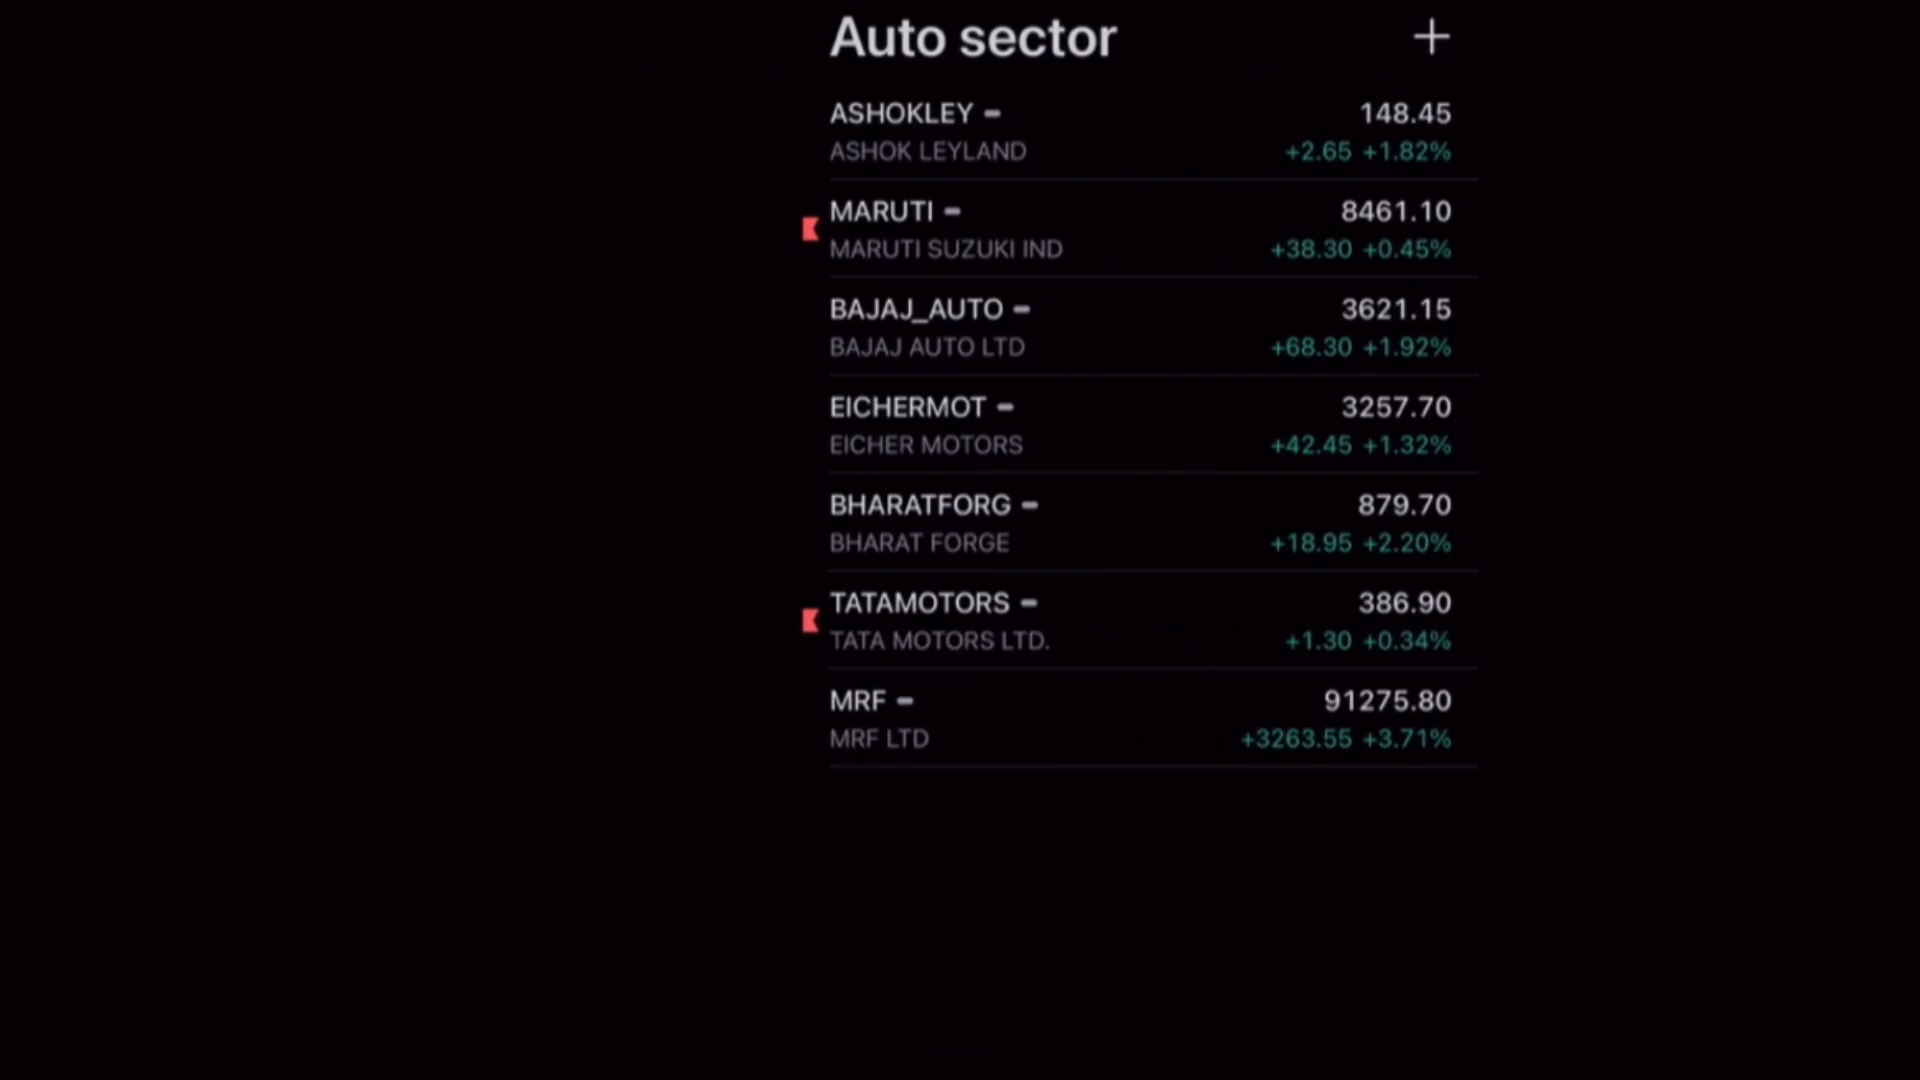 Auto sector
ASHOKLEY 148.45
ASHOK LEYLAND +2.65 +1.82%
MARUTI 8461.10
MARUTI SUZUKI IND +38.30 +0.45%
BAJAJ_AUTO 3621.15
BAJAJ AUTO LTD +68.30 +1.92%
EICHERMOT 3257.70
EICHER MOTORS +42.45 +1.32%
BHARATFORG 879.70
BHARAT FORGE +18.95 +2.20%
TATAMOTORS 386.90
TATA MOTORS LTD. +1.30 +0.34%
MRF 91275.80
MRF LTD +3263.55 +3.71%